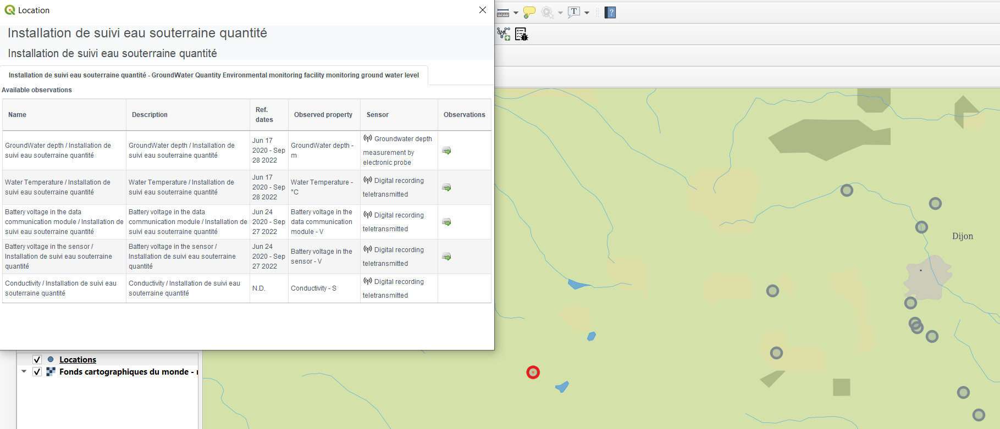 Location
Installation de suivi eau souterraine quantité
Installation de suivi eau souterraine quantité
Installation de suivi eau souterraine quantité - GroundWater Quantity Environmental monitoring facility monitoring ground water level
Available observations
Name
Description
Ref.
dates
Observed property
Sensor
Observations
GroundWater depth / Installation de
suivi eau souterraine quantité
GroundWater depth / Installation de
suivi eau souterraine quantité
Jun 17
2020 - Sep
28 2022
GroundWater depth -
m
Groundwater depth
measurement by
electronic probe
Water Temperature / Installation de
suivi eau souterraine quantité
Water Temperature / Installation de
suivi eau souterraine quantité
Jun 17
2020 - Sep
28 2022
Water Temperature -
°C
Digital recording
teletransmitted
Battery voltage in the data
communication module / Installation de
suivi eau souterraine quantité
Battery voltage in the data
communication module / Installation de
suivi eau souterraine quantité
Jun 24
2020 - Sep
27 2022
Battery voltage in the
data communication
module - V
Digital recording
teletransmitted
Battery voltage in the sensor /
Installation de suivi eau souterraine
quantité
Battery voltage in the sensor /
Installation de suivi eau souterraine
quantité
Jun 24
2020 - Sep
27 2022
Battery voltage in the
sensor - V
Digital recording
teletransmitted
Conductivity / Installation de suivi eau
souterraine quantité
Conductivity / Installation de suivi eau
souterraine quantité
N.D.
Conductivity - S
Digital recording
teletransmitted
T
?
GML
Dijon
Locations
Fonds cartographiques du monde -